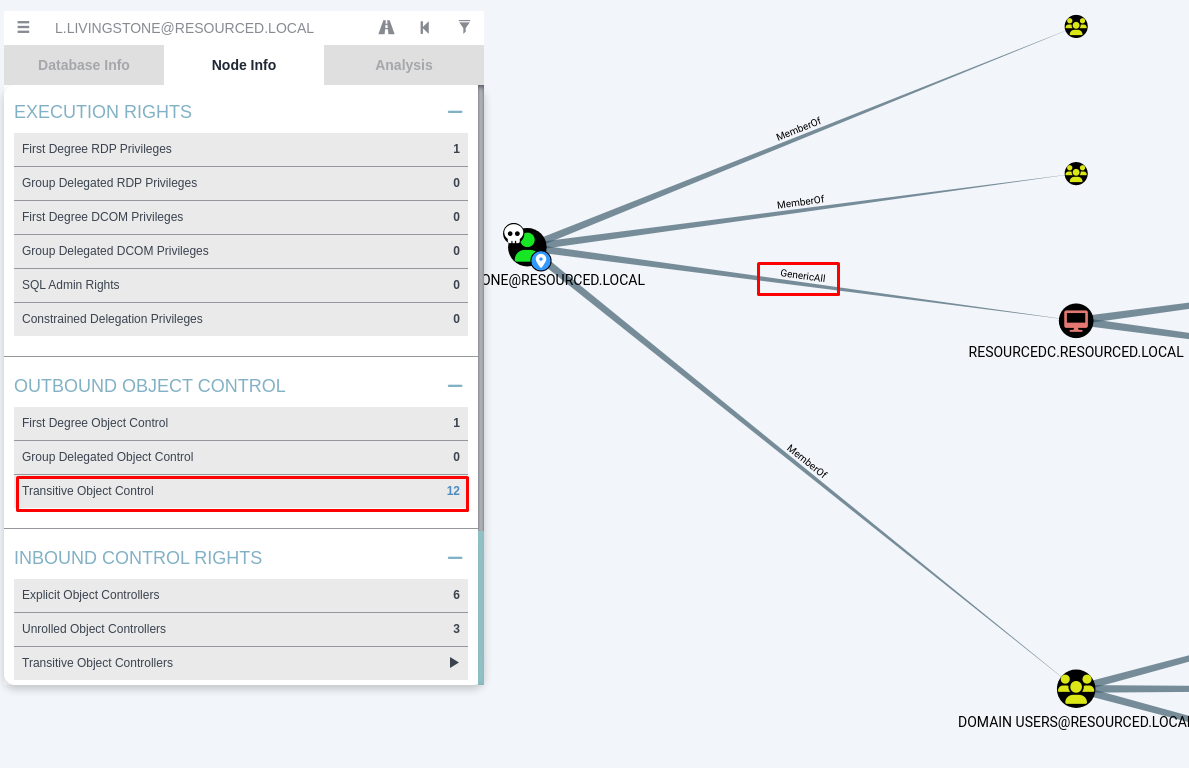 L.LIVINGSTONE@RESOURCED.LOCAL
Database Info
Node Info
Analysis
EXECUTION RIGHTS
First Degree RDP Privileges 1
Group Delegated RDP Privileges 0
First Degree DCOM Privileges 0
Group Delegated DCOM Privileges 0
SQL Admin Rights 0
Constrained Delegation Privileges 0
OUTBOUND OBJECT CONTROL
First Degree Object Control 1
Group Delegated Object Control 0
Transitive Object Control 12
INBOUND CONTROL RIGHTS
Explicit Object Controllers 6
Unrolled Object Controllers 3
Transitive Object Controllers
MemberOf
MemberOf
GenericAll
ONE@RESOURCED.LOCAL
RESOURCEDC.RESOURCED.LOCAL
MemberOf
DOMAIN USERS@RESOURCED.LOCAL